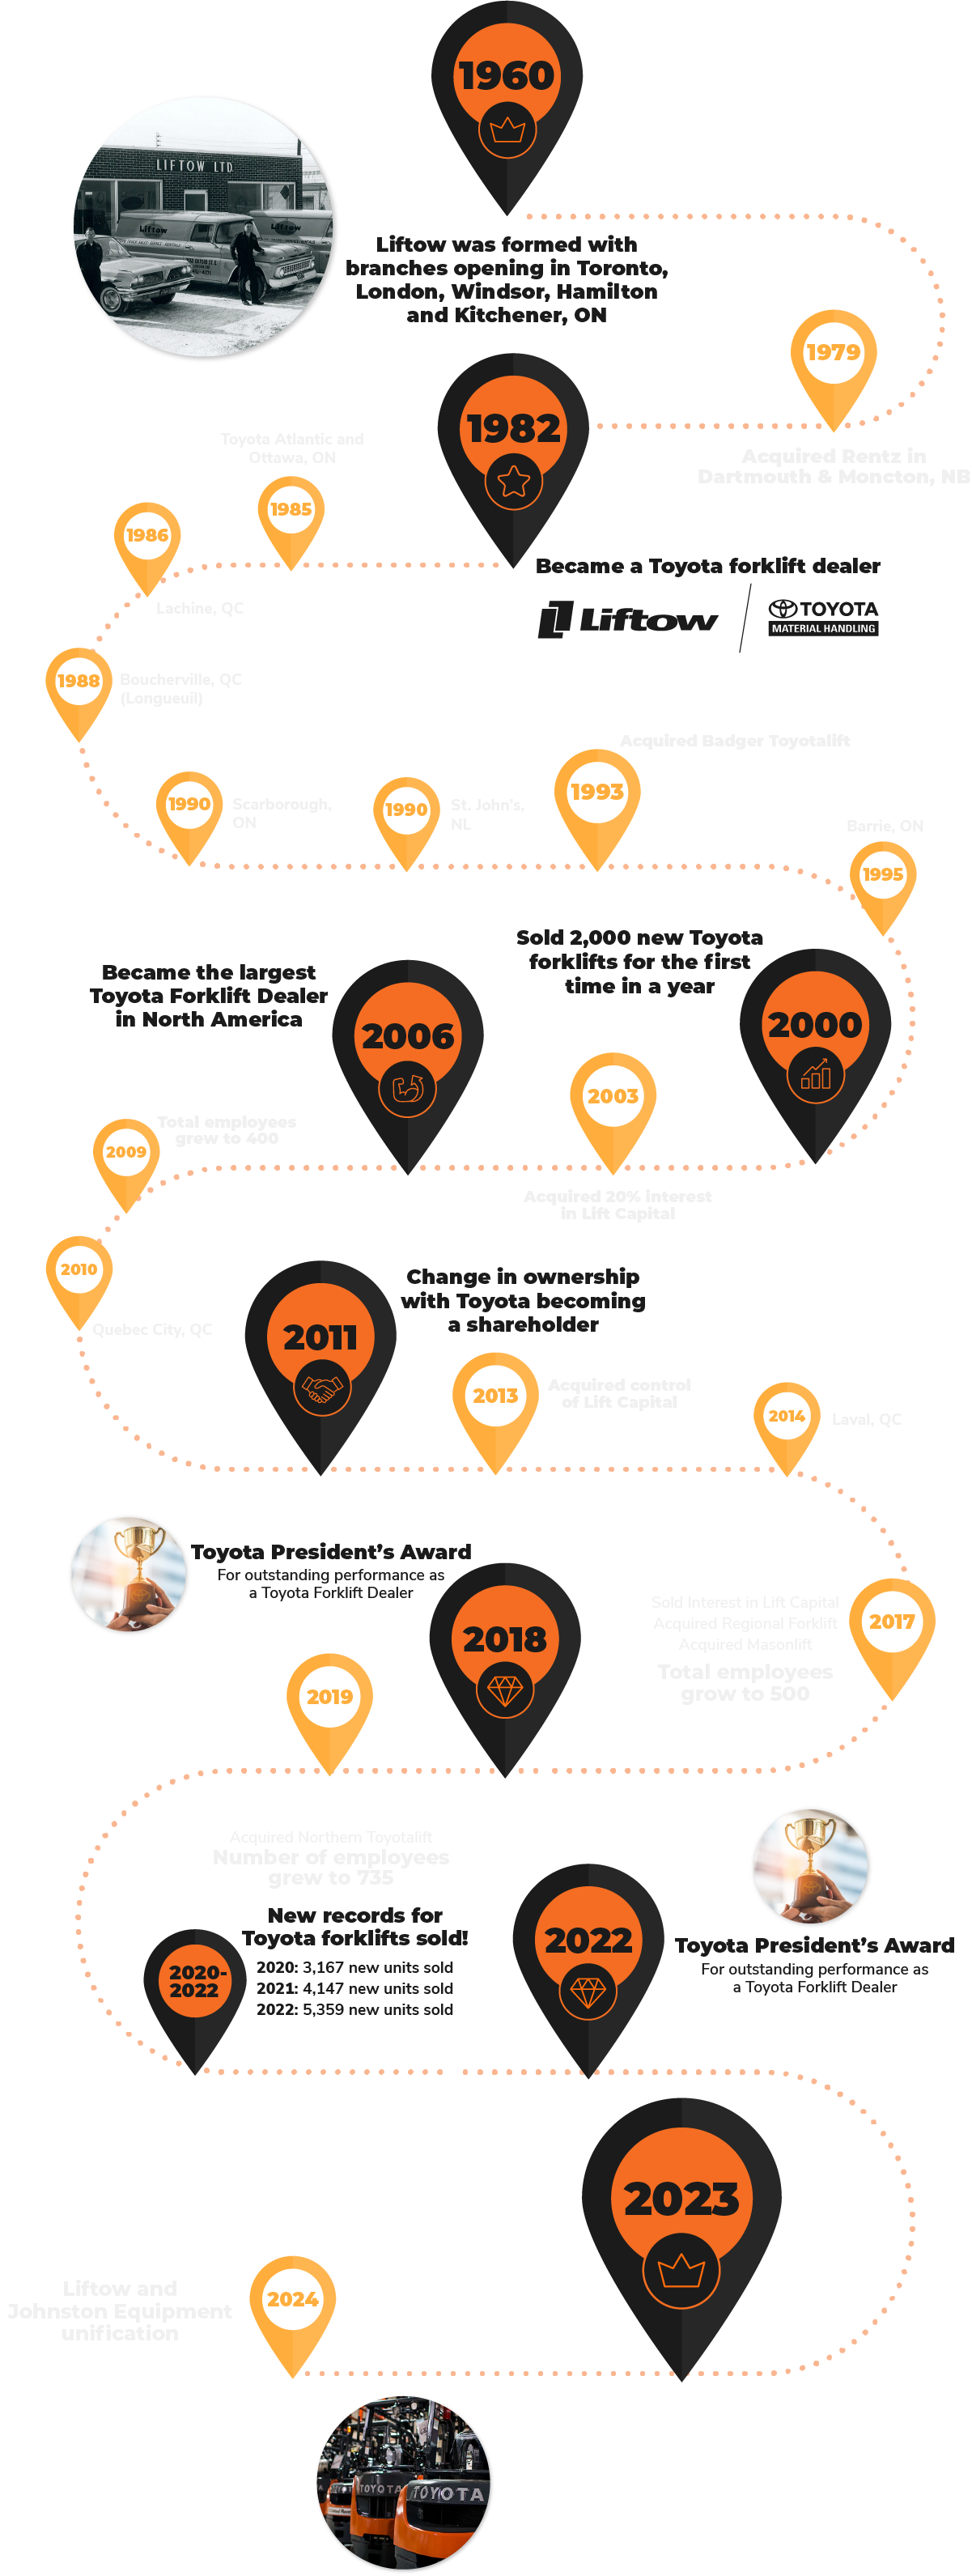 1960
LIFTOW LTD
Liftow
Liftow was formed with
branches opening in Toronto,
London, Windsor, Hamilton
and Kitchener, ON
1979
Acquired Rentz in
Dartmouth & Moncton, NB
1982
Became a Toyota forklift dealer
Liftow
TOYOTA
MATERIAL HANDLING
Toyota Atlantic and
Ottawa, ON
1985
1986
Lachine, QC
1988
Boucherville, QC
(Longueuil)
1990
Scarborough,
ON
1990
St. John's,
NL
Acquired Badger Toyotalift
1993
Barrie, ON
1995
Sold 2,000 new Toyota
forklifts for the first
time in a year
2000
2003
Acquired 20% interest
in Lift Capital
Became the largest
Toyota Forklift Dealer
in North America
2006
Total employees
grew to 400
2009
2010
Quebec City, QC
2011
Change in ownership
with Toyota becoming
a shareholder
2013
Acquired control
of Lift Capital
2014
Laval, QC
2017
Sold Interest in Lift Capital
Acquired Regional Forklift
Acquired Masonlift
Total employees
grow to 500
Toyota President's Award
For outstanding performance as
a Toyota Forklift Dealer
2018
2019
Acquired Northern Toyotalift
Number of employees
grew to 735
2020-
2022
New records for
Toyota forklifts sold!
2020: 3,167 new units sold
2021: 4,147 new units sold
2022: 5,359 new units sold
2022
Toyota President's Award
For outstanding performance as
a Toyota Forklift Dealer
2023
2024
Liftow and
Johnston Equipment
unification
TOYOTA
TOYOTA